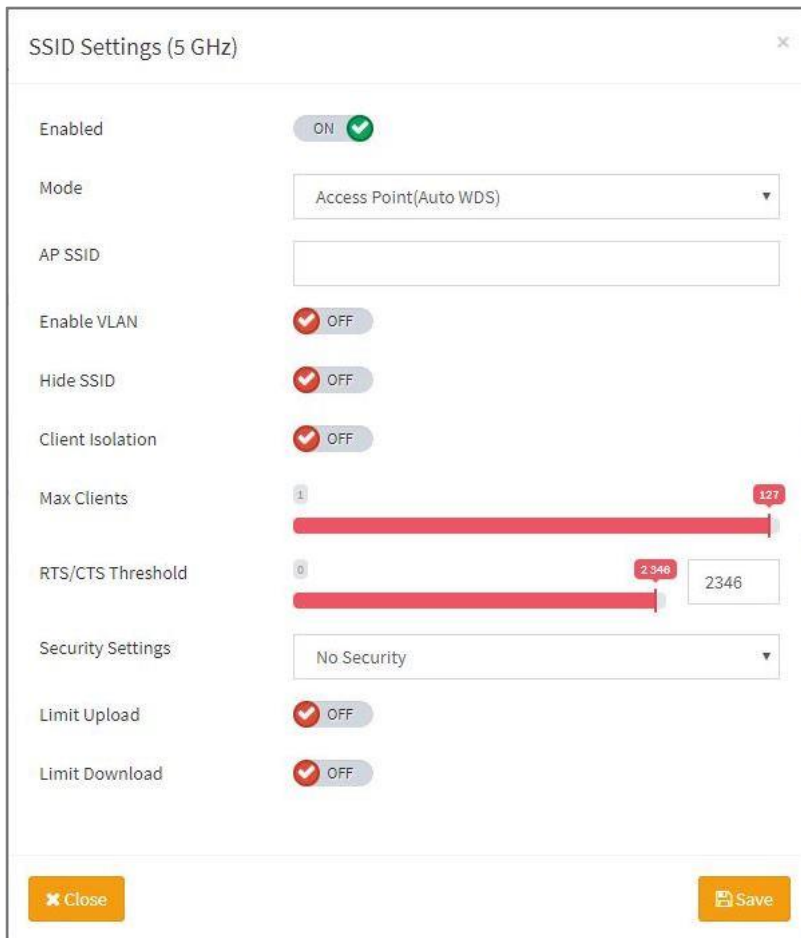 SSID Settings (5 GHz) ×
Enabled ON
Mode Access Point(Auto WDS)
AP SSID
Enable VLAN OFF
Hide SSID OFF
Client Isolation OFF
Max Clients 1 127
RTS/CTS Threshold 0 2 346 2346
Security Settings No Security
Limit Upload OFF
Limit Download OFF
Close Save